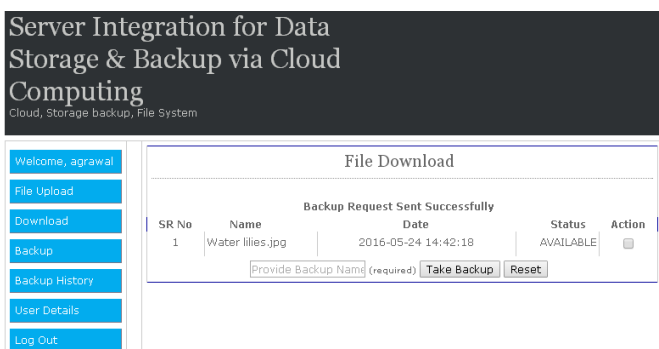 Server Integration for Data
Storage & Backup via Cloud
Computing
Cloud, Storage backup, File System
Welcome, agrawal
File Upload
Download
Backup
Backup History
User Details
Log Out
File Download
Backup Request Sent Successfully
SR No Name Date Status Action
1 Water lilies.jpg 2016-05-24 14:42:18 AVAILABLE
Provide Backup Name (required) Take Backup Reset